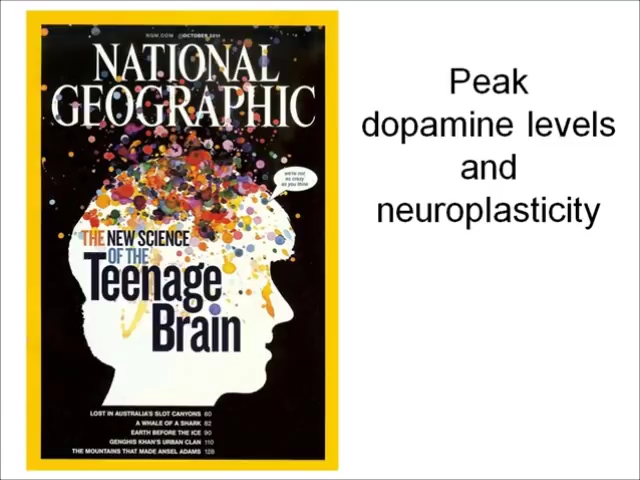 NGM.COM OCTOBER 2011
NATIONAL
GEOGRAPHIC
we're not
as crazy
as you think
THE NEW SCIENCE
OF THE
Teenage
Brain
LOST IN AUSTRALIA'S SLOT CANYONS 60
A WHALE OF A SHARK 82
EARTH BEFORE THE ICE 90
GENGHIS KHAN'S URBAN CLAN 110
THE MOUNTAINS THAT MADE ANSEL ADAMS 128
Peak
dopamine levels
and
neuroplasticity